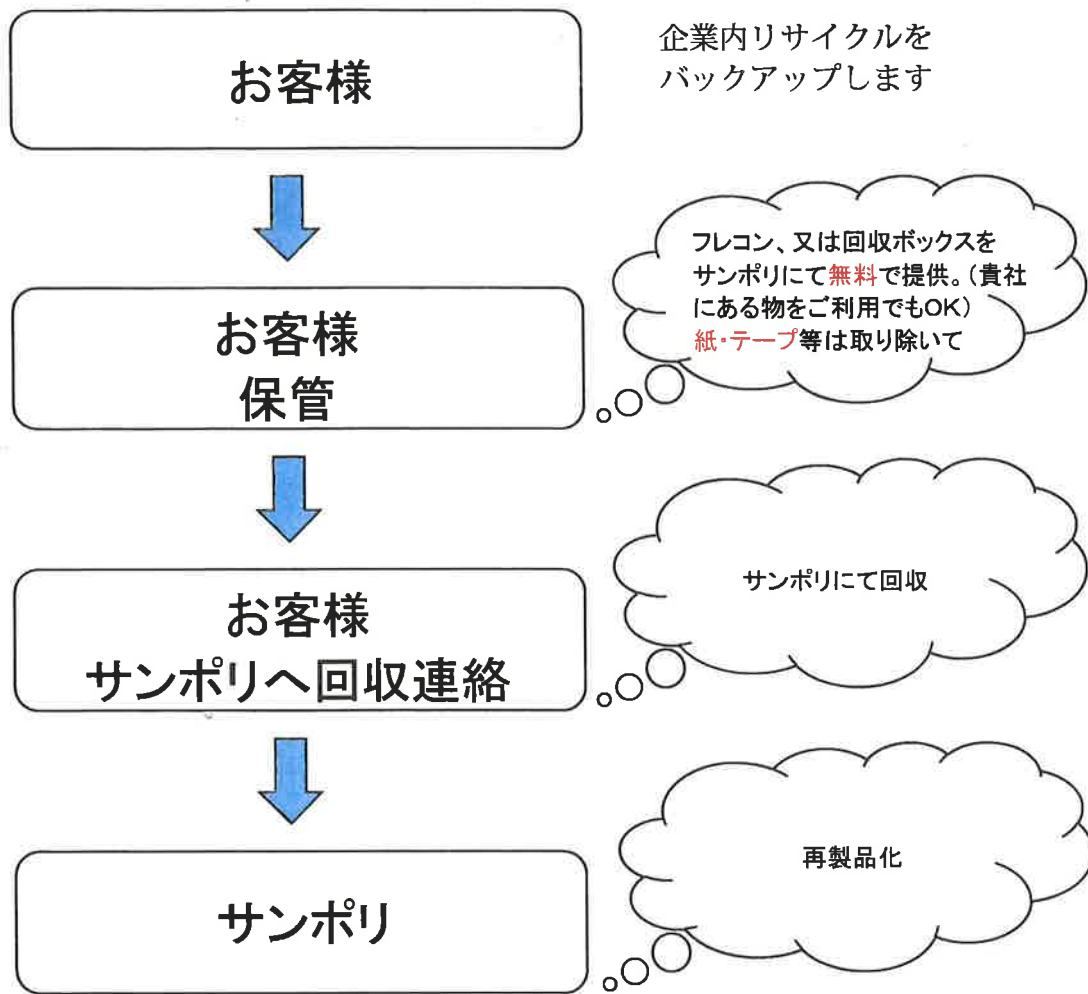 お客様
企業内リサイクルを
バックアップします
フレコン、又は回収ボックスを
サンポリにて無料で提供。（貴社
にある物をご利用でもOK）
紙・テープ等は取り除いて
お客様
保管
サンポリにて回収
お客様
サンポリへ回収連絡
再製品化
サンポリ